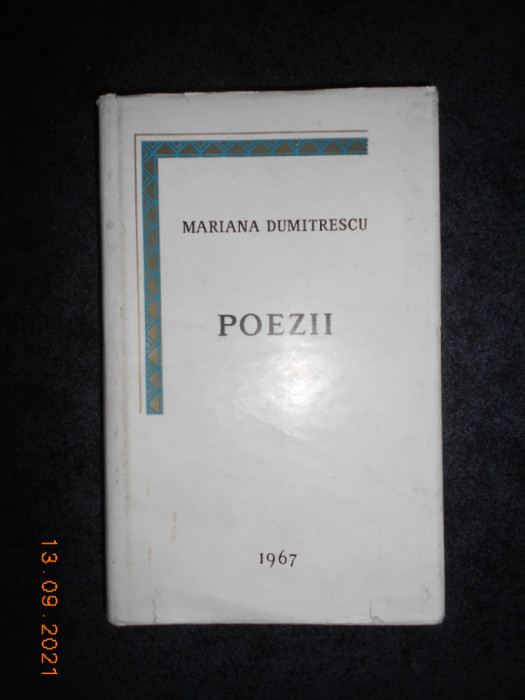 MARIANA DUMITRESCU
POEZII
1967
13.09.2021